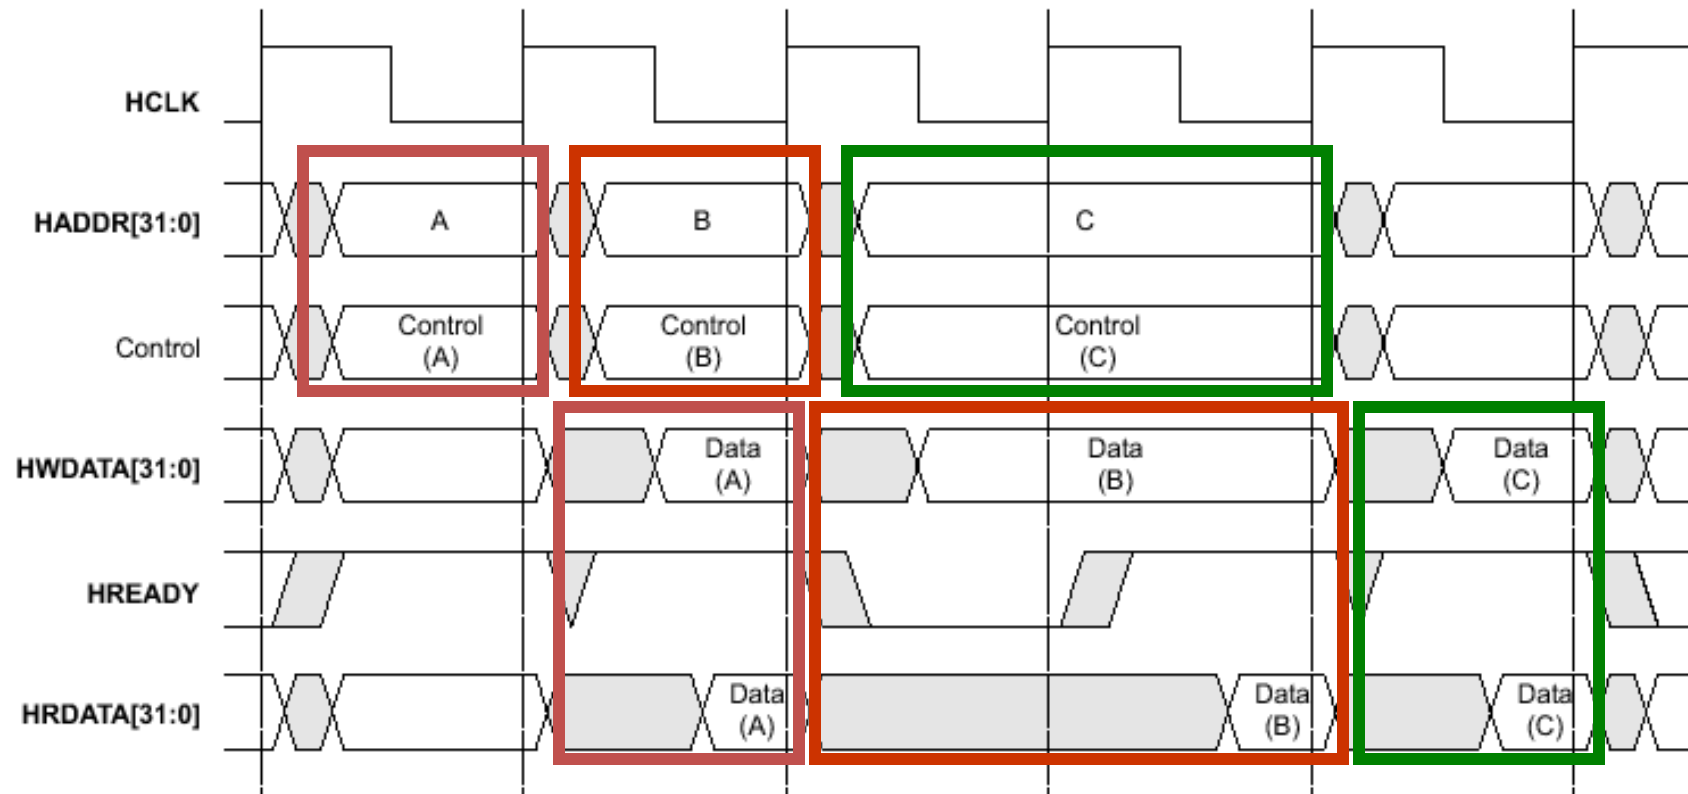 HCLK
HADDR[31:0]
A
B
C
Control
Control
(A)
Control
(B)
Control
(C)
HWDATA[31:0]
Data
(A)
Data
(B)
Data
(C)
HREADY
HRDATA[31:0]
Data
(A)
Data
(B)
Data
(C)